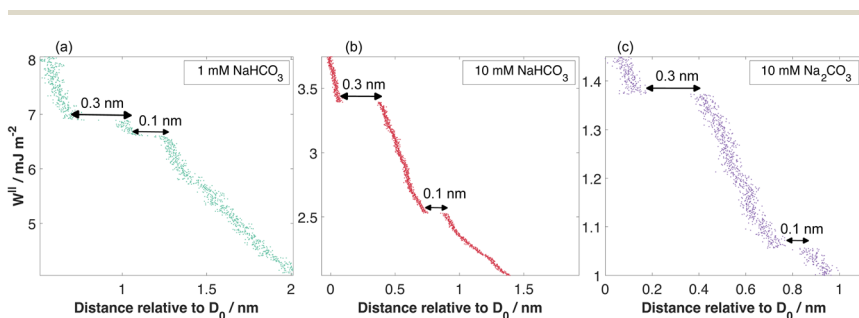 (a)
1 mM NaHCO₃
0.3 nm
0.1 nm
8
7
6
5
W^II / mJ m⁻²
1
1.5
2
Distance relative to D₀ / nm
(b)
10 mM NaHCO₃
0.3 nm
0.1 nm
3.5
3
2.5
0
0.5
1
1.5
Distance relative to D₀ / nm
(c)
10 mM Na₂CO₃
0.3 nm
0.1 nm
1.4
1.3
1.2
1.1
1
0
0.2
0.4
0.6
0.8
1
Distance relative to D₀ / nm